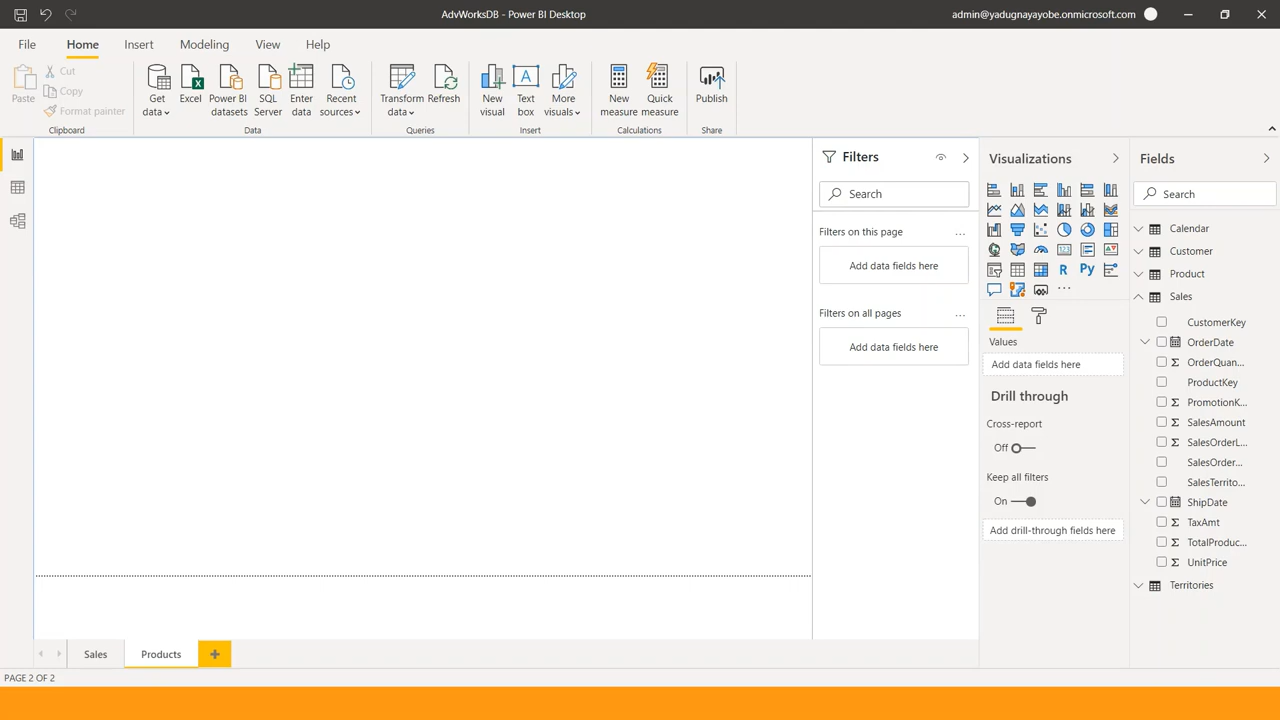 AdvWorksDB - Power BI Desktop
admin@yadugnayayobe.onmicrosoft.com
File Home Insert Modeling View Help
Paste
Cut
Copy
Format painter
Clipboard
Get data
Excel
Power BI datasets
SQL Server
Enter data
Recent sources
Data
Transform data
Refresh
Queries
New visual
A
Text box
More visuals
Insert
New measure
Quick measure
Calculations
Publish
Share
Filters
Search
Filters on this page ...
Add data fields here
Filters on all pages ...
Add data fields here
Visualizations
123
R Py
...
Values
Add data fields here
Drill through
Cross-report
Off
Keep all filters
On
Add drill-through fields here
Fields
Search
Calendar
Customer
Product
Sales
CustomerKey
OrderDate
Σ OrderQuan...
ProductKey
Σ PromotionK...
Σ SalesAmount
Σ SalesOrderL...
SalesOrder...
SalesTerrito...
ShipDate
Σ TaxAmt
Σ TotalProduc...
Σ UnitPrice
Territories
Sales Products +
PAGE 2 OF 2